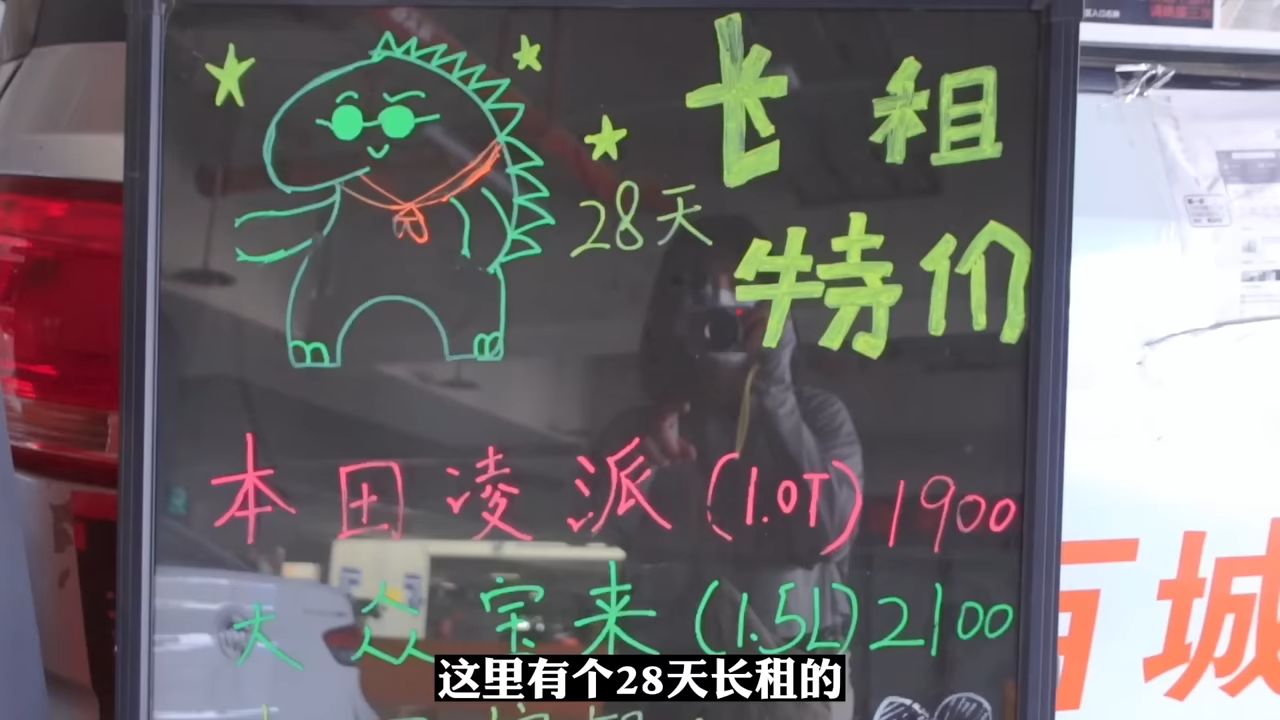 长租
28天
特价
本田凌派(1.0T)1900
大众宝来(1.5L)2100
这里有个28天长租的
城